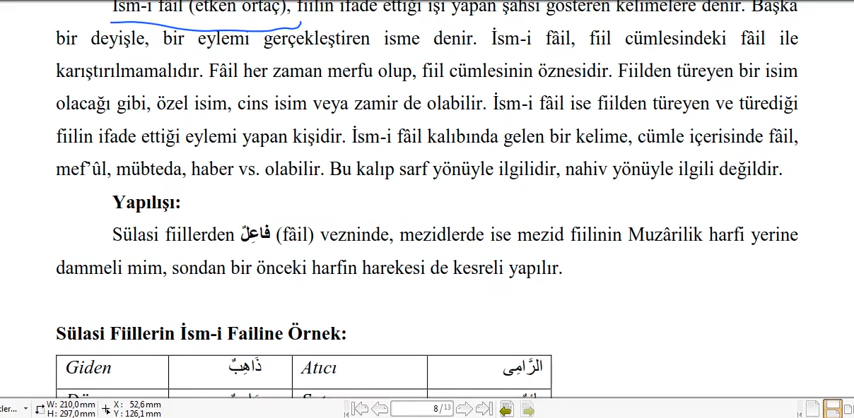 İsm-i fâil (etken ortaç), fiilin ifade ettiği işi yapan şahsı gösteren kelimelere denir. Başka
bir deyişle, bir eylemi gerçekleştiren isme denir. İsm-i fâil, fiil cümlesindeki fâil ile
karıştırılmamalıdır. Fâil her zaman merfu olup, fiil cümlesinin öznesidir. Fiilden türeyen bir isim
olacağı gibi, özel isim, cins isim veya zamir de olabilir. İsm-i fâil ise fiilden türeyen ve türediği
fiilin ifade ettiği eylemi yapan kişidir. İsm-i fâil kalıbında gelen bir kelime, cümle içerisinde fâil,
mef'ûl, mübteda, haber vs. olabilir. Bu kalıp sarf yönüyle ilgilidir, nahiv yönüyle ilgili değildir.
Yapılışı:
Sülasi fiillerden فاعِلٌ (fâil) vezninde, mezidlerde ise mezid fiilinin Muzârilik harfi yerine
dammeli mim, sondan bir önceki harfin harekesi de kesreli yapılır.
Sülasi Fiillerin İsm-i Failine Örnek:
Giden ذَاهِبٌ Atıcı الرَّامِى
W: 210,0mm X: 52,6mm 8 /13
H: 297,0mm Y: 126,1mm